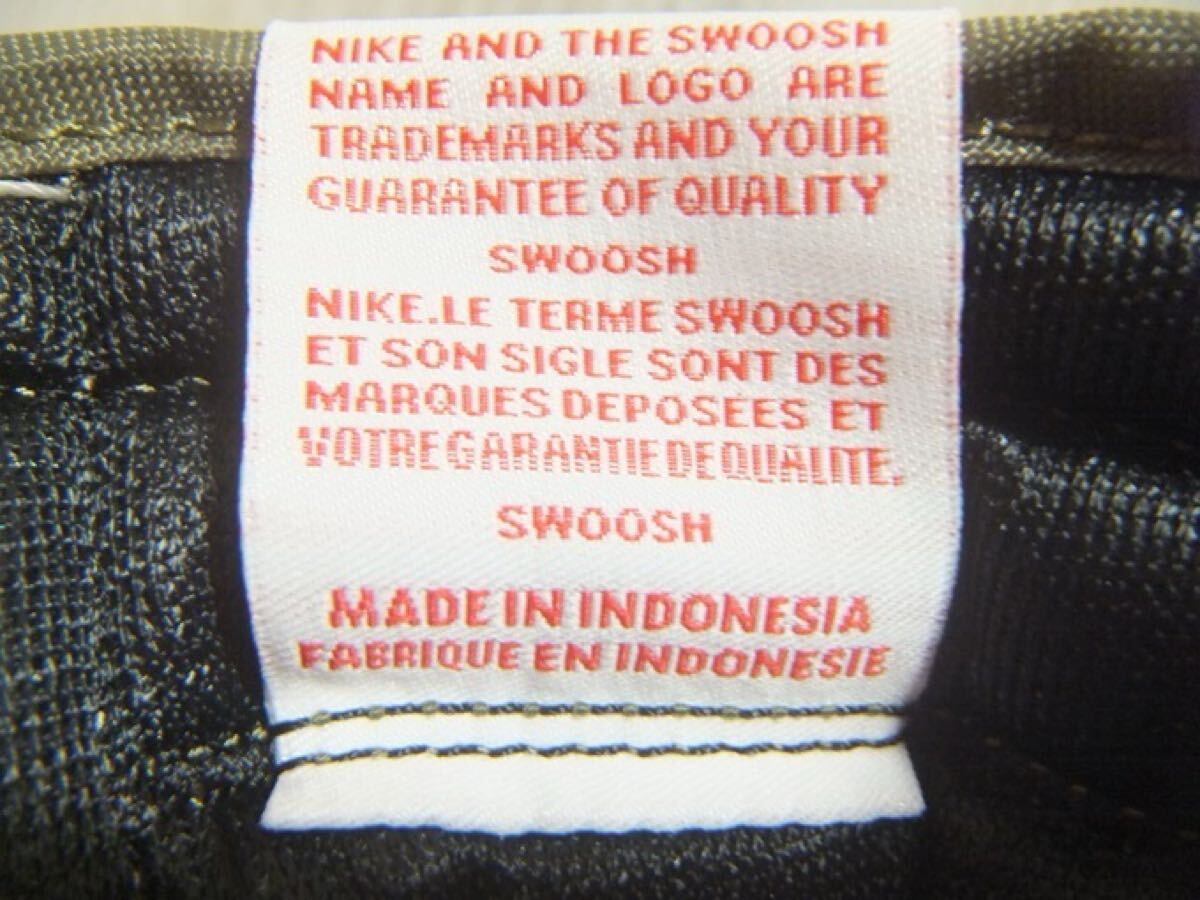 NIKE AND THE SWOOSH
NAME AND LOGO ARE
TRADEMARKS AND YOUR
GUARANTEE OF QUALITY
SWOOSH
NIKE.LE TERME SWOOSH
ET SON SIGLE SONT DES
MARQUES DEPOSEES ET
VOTRE GARANTIE DE QUALITE.
SWOOSH
MADE IN INDONESIA
FABRIQUE EN INDONESIE